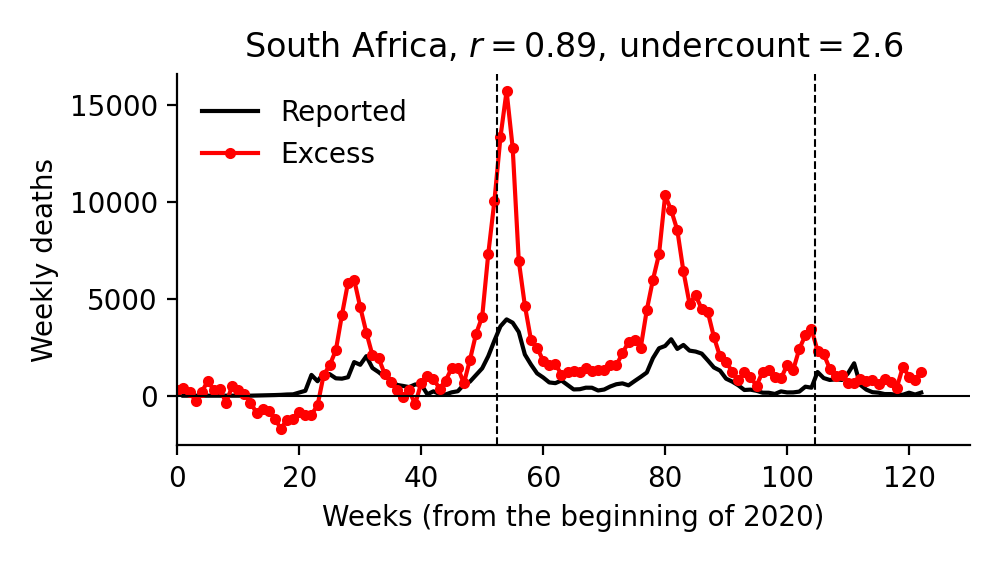 South Africa, r = 0.89, undercount = 2.6
Reported
Excess
Weekly deaths
15000
10000
5000
0
0 20 40 60 80 100 120
Weeks (from the beginning of 2020)